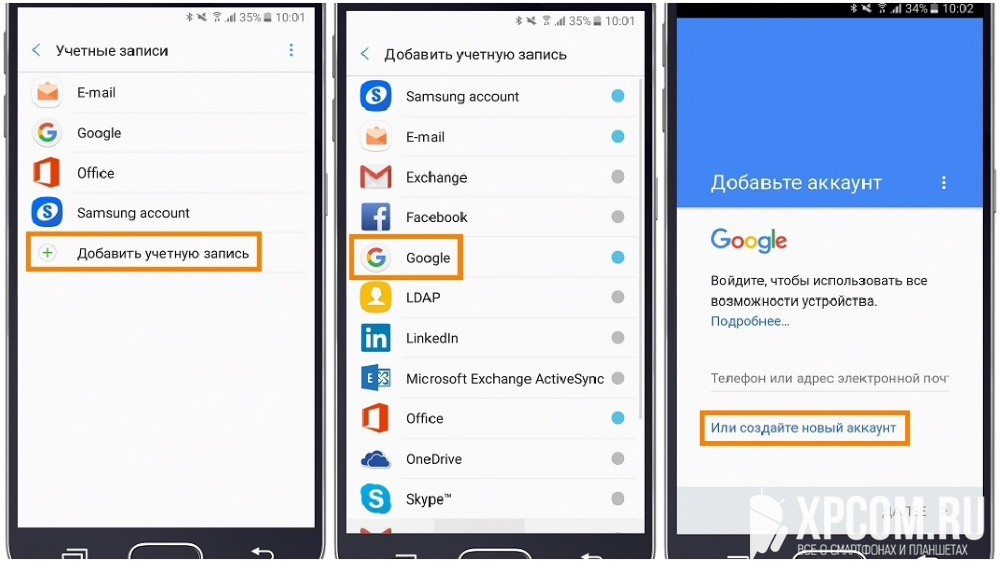 35% 10:01
Учетные записи
E-mail
Google
Office
Samsung account
Добавить учетную запись
35% 10:01
Добавить учетную запись
Samsung account
E-mail
Exchange
Facebook
Google
LDAP
LinkedIn
Microsoft Exchange ActiveSync
Office
OneDrive
Skype™
34% 10:02
Добавьте аккаунт
Google
Войдите, чтобы использовать все
возможности устройства.
Подробнее...
Телефон или адрес электронной поч
Или создайте новый аккаунт
ДАЛЕЕ
XPCOM.RU
ВСЕ О СМАРТФОНАХ И ПЛАНШЕТАХ